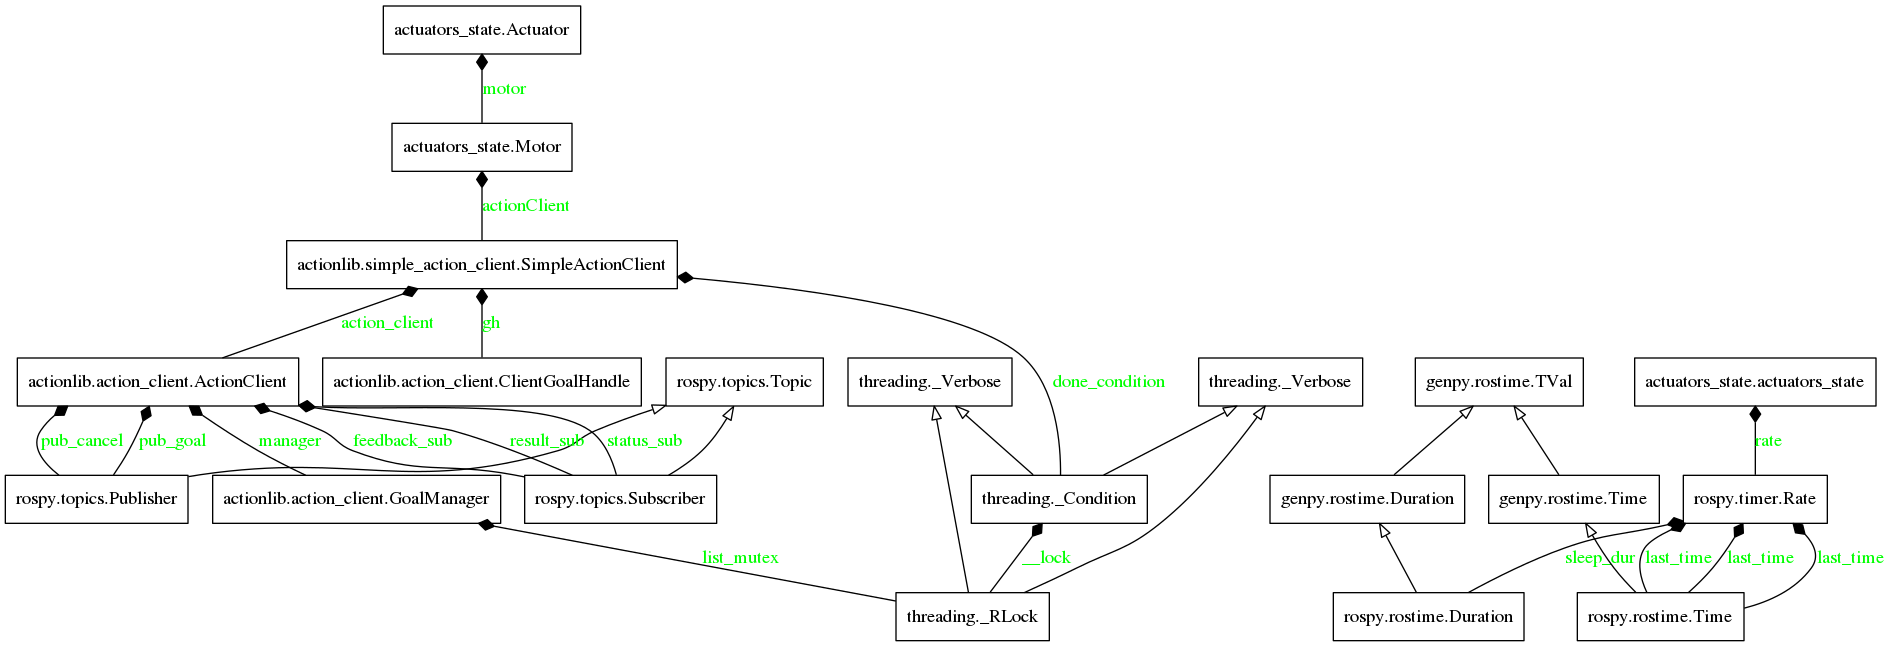 actuators_state.Actuator
motor
actuators_state.Motor
actionClient
actionlib.simple_action_client.SimpleActionClient
action_client
gh
actionlib.action_client.ActionClient
actionlib.action_client.ClientGoalHandle
rospy.topics.Topic
threading._Verbose
done_condition
threading._Verbose
genpy.rostime.TVal
actuators_state.actuators_state
pub_cancel
pub_goal
manager
feedback_sub
result_sub
status_sub
rate
rospy.topics.Publisher
actionlib.action_client.GoalManager
rospy.topics.Subscriber
threading._Condition
genpy.rostime.Duration
genpy.rostime.Time
rospy.timer.Rate
list_mutex
__lock
sleep_dur
last_time
last_time
last_time
threading._RLock
rospy.rostime.Duration
rospy.rostime.Time